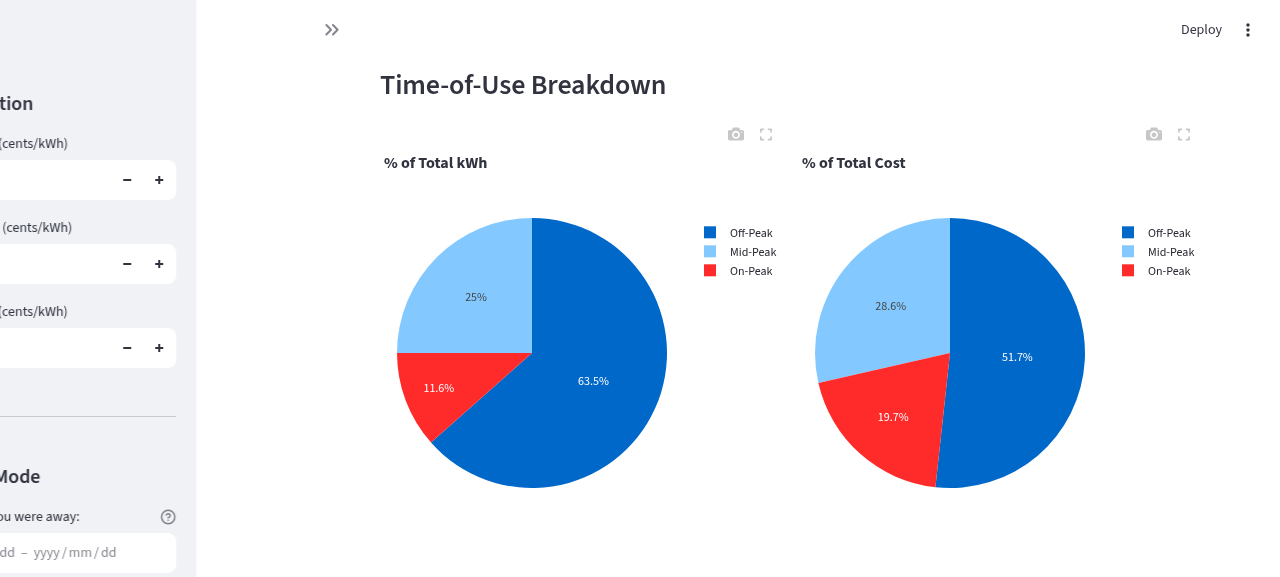 Deploy
Time-of-Use Breakdown
% of Total kWh
% of Total Cost
Off-Peak
Mid-Peak
On-Peak
25%
11.6%
63.5%
Off-Peak
Mid-Peak
On-Peak
28.6%
19.7%
51.7%
tion
(cents/kWh)
− +
(cents/kWh)
− +
(cents/kWh)
− +
Mode
ou were away:
dd – yyyy/mm/dd